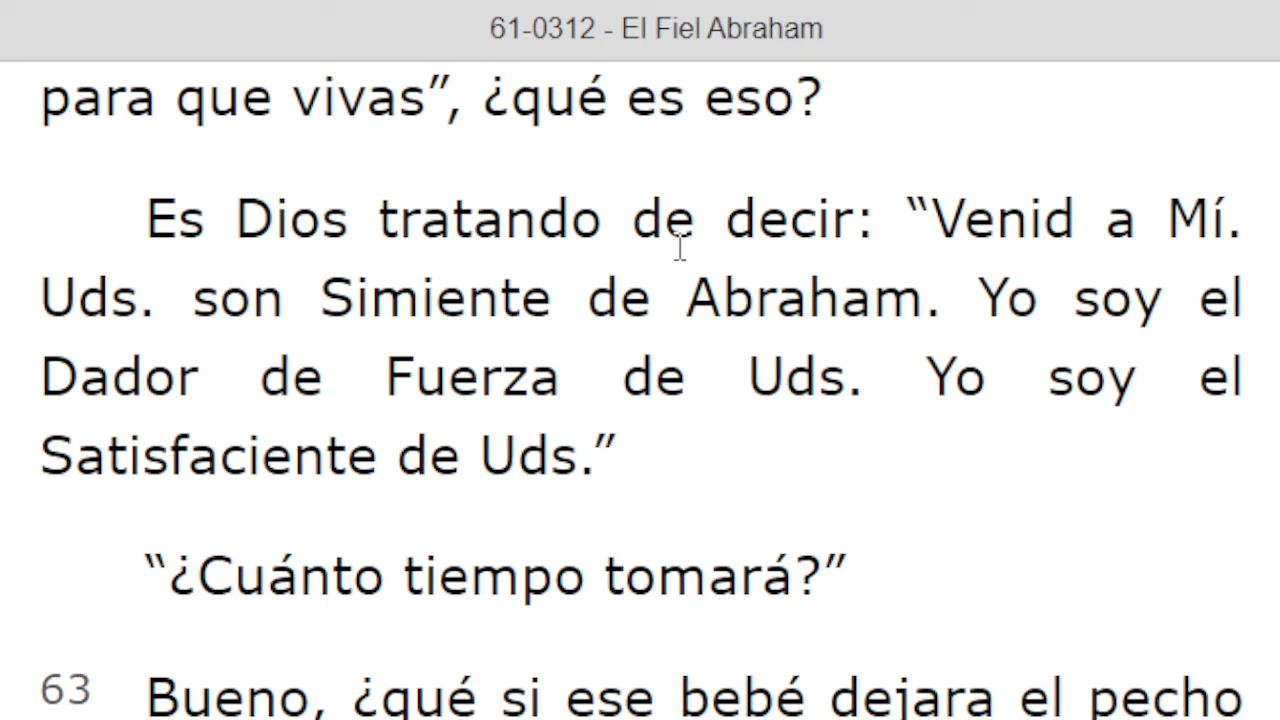 61-0312 - El Fiel Abraham
para que vivas”, ¿qué es eso?
Es Dios tratando de decir: “Venid a Mí.
Uds. son Simiente de Abraham. Yo soy el
Dador de Fuerza de Uds. Yo soy el
Satisfaciente de Uds.”
“¿Cuánto tiempo tomará?”
63 Bueno, ¿qué si ese bebé dejara el pecho